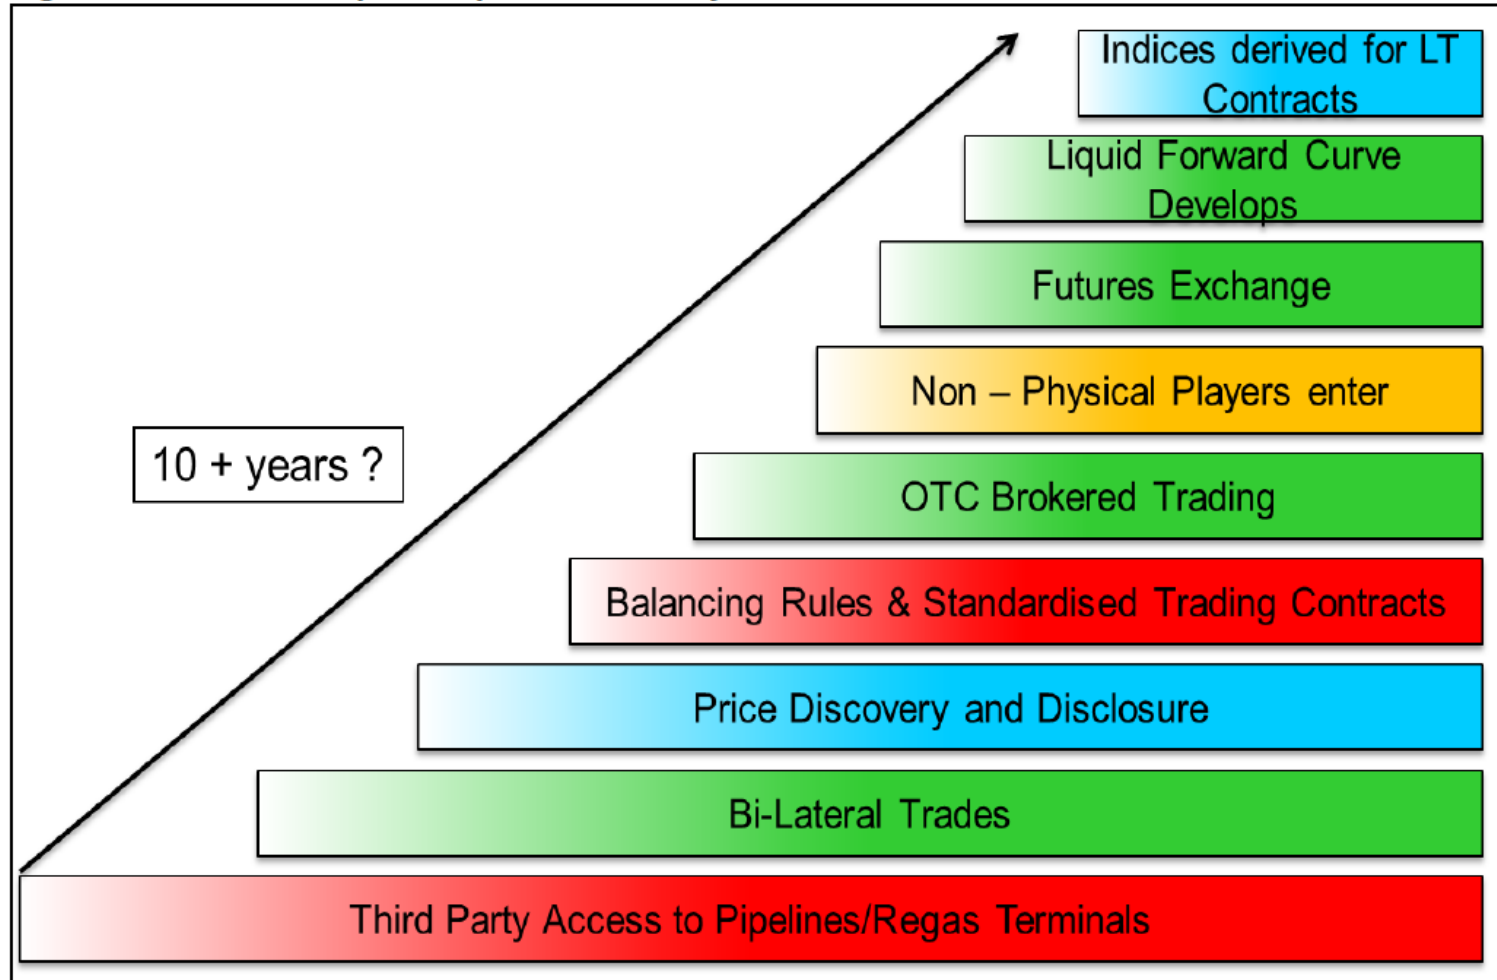 Indices derived for LT
Contracts
Liquid Forward Curve
Develops
Futures Exchange
Non – Physical Players enter
10 + years ?
OTC Brokered Trading
Balancing Rules & Standardised Trading Contracts
Price Discovery and Disclosure
Bi-Lateral Trades
Third Party Access to Pipelines/Regas Terminals